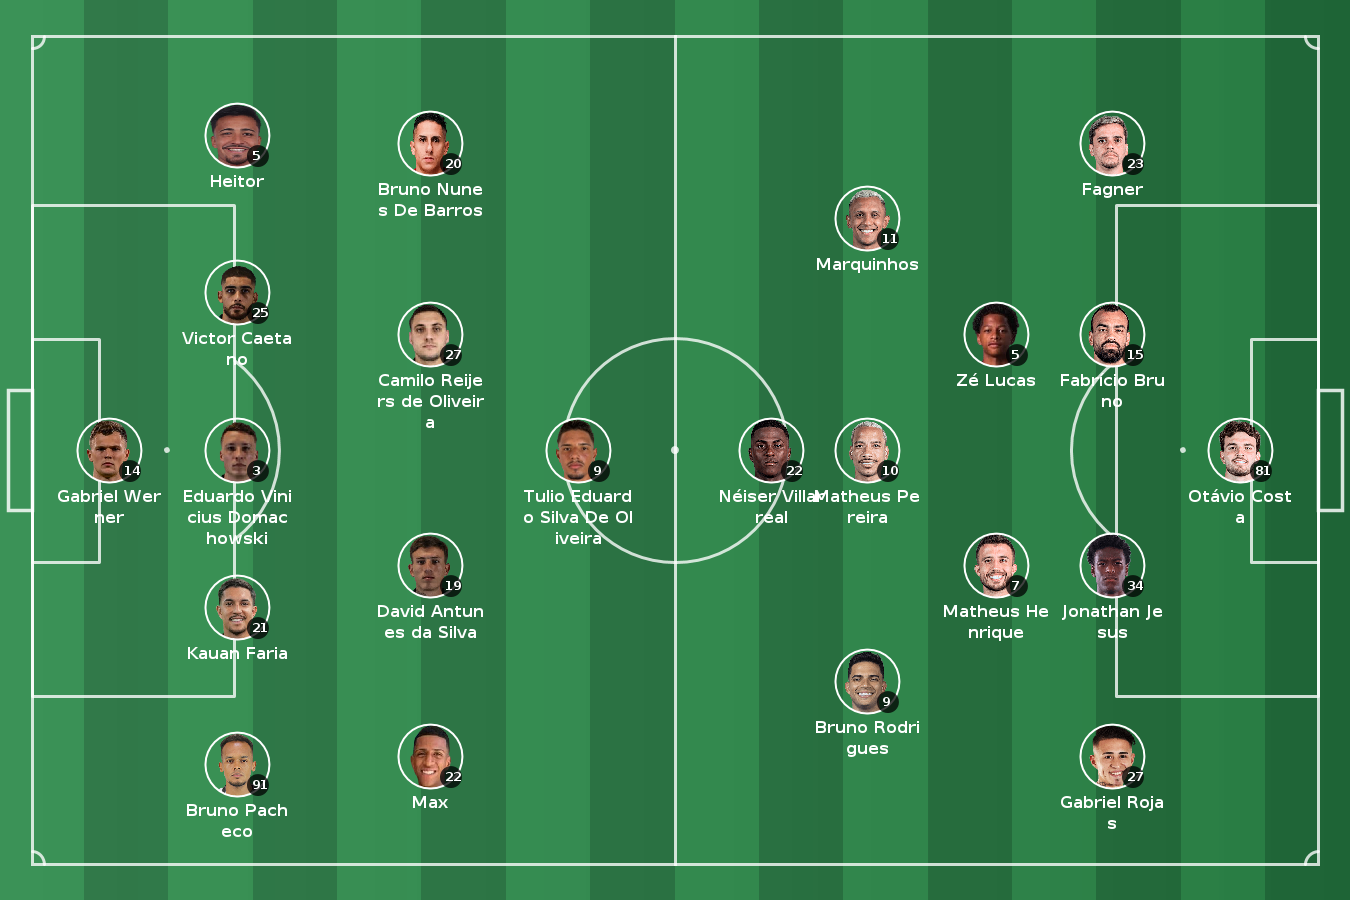 5
Heitor
20
Bruno Nune
s De Barros
23
Fagner
11
Marquinhos
25
Victor Caeta
no
27
Camilo Reije
rs de Oliveir
a
5
Zé Lucas
15
Fabrício Bru
no
14
Gabriel Wer
ner
3
Eduardo Vini
cius Domac
howski
9
Tulio Eduard
o Silva De Ol
iveira
22
Néiser Villar
real
10
Matheus Pe
reira
81
Otávio Cost
a
19
David Antun
es da Silva
7
Matheus He
nrique
34
Jonathan Je
sus
21
Kauan Faria
9
Bruno Rodri
gues
91
Bruno Pach
eco
22
Max
27
Gabriel Roja
s